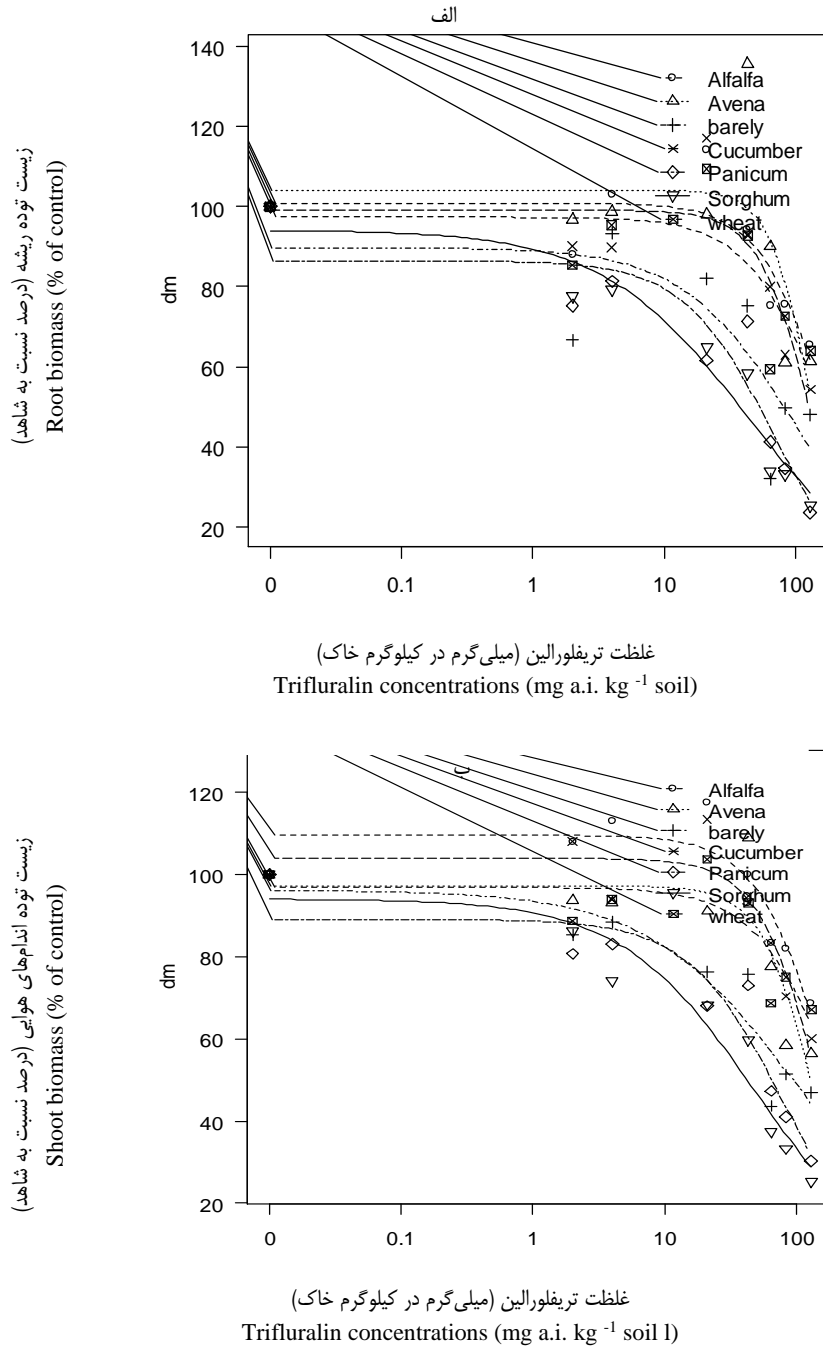 الف
140
120
100
80
60
40
20
dm
زیست توده ریشه (درصد نسبت به شاهد)
Root biomass (% of control)
Alfalfa
Avena
barely
Cucumber
Panicum
Sorghum
wheat
0 0.1 1 10 100
غلظت تریفلورالین (میلی‌گرم در کیلوگرم خاک)
Trifluralin concentrations (mg a.i. kg -1 soil)
ب
120
100
80
60
40
20
dm
زیست توده اندام‌های هوایی (درصد نسبت به شاهد)
Shoot biomass (% of control)
Alfalfa
Avena
barely
Cucumber
Panicum
Sorghum
wheat
0 0.1 1 10 100
غلظت تریفلورالین (میلی‌گرم در کیلوگرم خاک)
Trifluralin concentrations (mg a.i. kg -1 soil l)